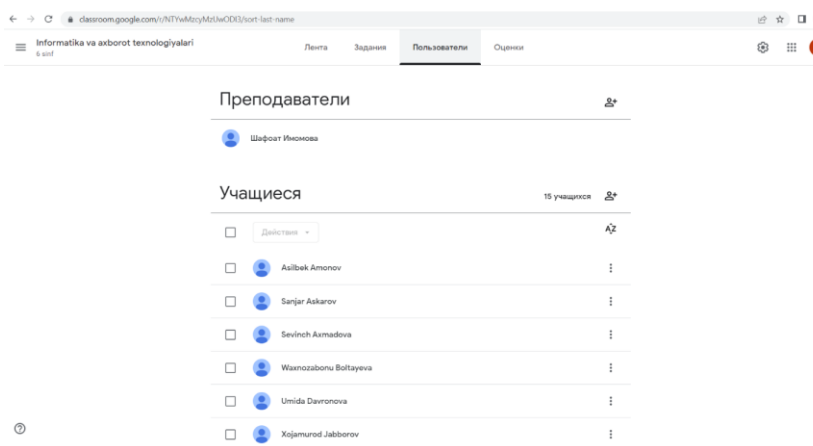 classroom.google.com/r/NTYwMzcyMzUwODI3/sort-last-name
Informatika va axborot texnologiyalari
6 sinf
Лента Задания Пользователи Оценки
Преподаватели
Шафоат Имомова
Учащиеся 15 учащихся
Действия AZ
Asilbek Amonov
Sanjar Askarov
Sevinch Axmadova
Waxnozabonu Boltayeva
Umida Davronova
Xojamurod Jabborov